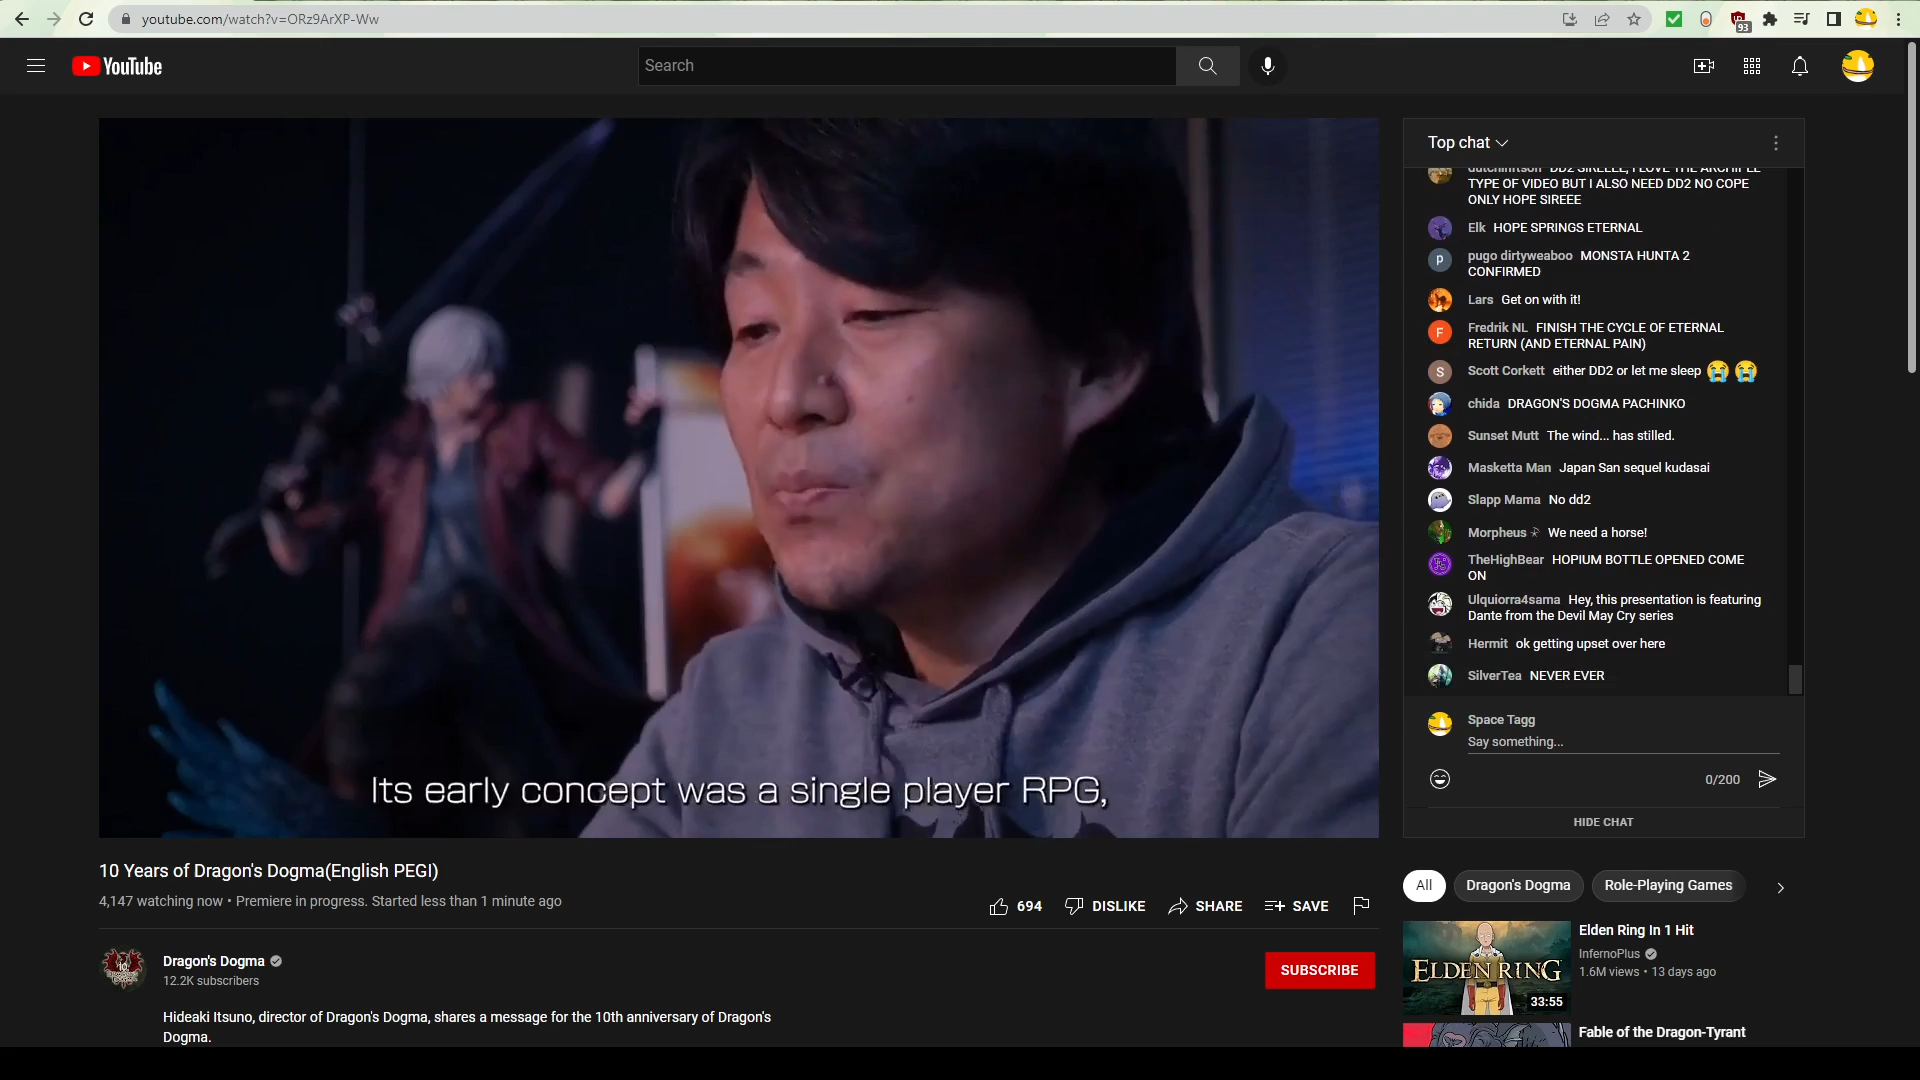 youtube.com/watch?v=ORz9ArXP-Ww
93
YouTube
Search
Its early concept was a single player RPG,
Top chat
TYPE OF VIDEO BUT I ALSO NEED DD2 NO COPE
ONLY HOPE SIREEE
Elk HOPE SPRINGS ETERNAL
p
pugo dirtyweaboo MONSTA HUNTA 2
CONFIRMED
Lars Get on with it!
F
Fredrik NL FINISH THE CYCLE OF ETERNAL
RETURN (AND ETERNAL PAIN)
S
Scott Corkett either DD2 or let me sleep 😭 😭
chida DRAGON'S DOGMA PACHINKO
Sunset Mutt The wind... has stilled.
Masketta Man Japan San sequel kudasai
Slapp Mama No dd2
Morpheus We need a horse!
TheHighBear HOPIUM BOTTLE OPENED COME
ON
Ulquiorra4sama Hey, this presentation is featuring
Dante from the Devil May Cry series
Hermit ok getting upset over here
SilverTea NEVER EVER
Space Tagg
Say something...
0/200
HIDE CHAT
10 Years of Dragon's Dogma(English PEGI)
4,147 watching now • Premiere in progress. Started less than 1 minute ago
694 DISLIKE SHARE SAVE
Dragon's Dogma
12.2K subscribers
SUBSCRIBE
Hideaki Itsuno, director of Dragon's Dogma, shares a message for the 10th anniversary of Dragon's
Dogma.
All Dragon's Dogma Role-Playing Games
ELDEN RING
33:55
Elden Ring In 1 Hit
InfernoPlus
1.6M views • 13 days ago
Fable of the Dragon-Tyrant